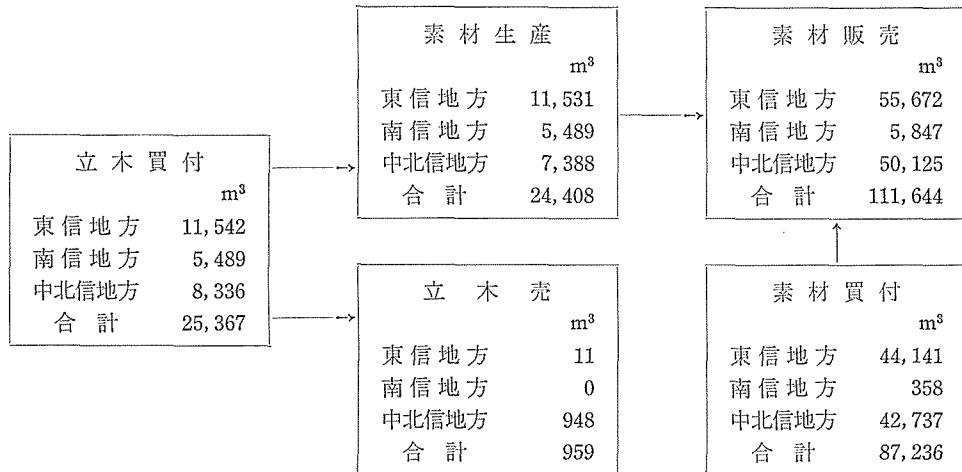 立木買付
m³
東信地方 11,542
南信地方 5,489
中北信地方 8,336
合計 25,367
素材生産
m³
東信地方 11,531
南信地方 5,489
中北信地方 7,388
合計 24,408
立木売
m³
東信地方 11
南信地方 0
中北信地方 948
合計 959
素材販売
m³
東信地方 55,672
南信地方 5,847
中北信地方 50,125
合計 111,644
素材買付
m³
東信地方 44,141
南信地方 358
中北信地方 42,737
合計 87,236